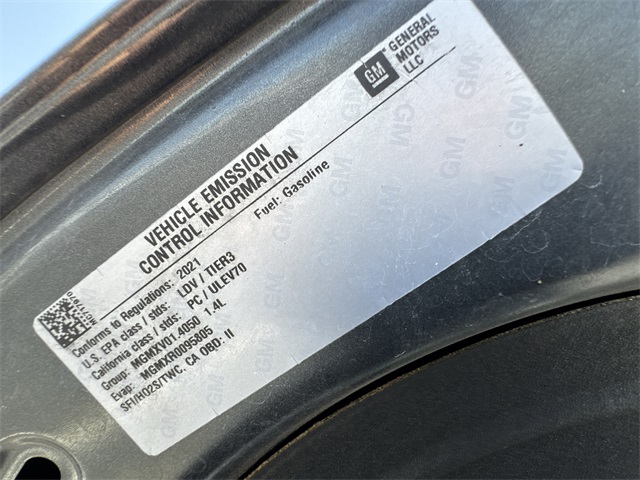 GM GENERAL
MOTORS
LLC
VEHICLE EMISSION
CONTROL INFORMATION
Fuel: Gasoline
Conforms to Regulations: 2021
U.S. EPA class / stds: LDV / TIER3
California class / stds: PC / ULEV70
Group: MGMXV01.4050 1.4L
Evap: MGMXR0095805
SFI/HO2S/TWC, CA OBD: II